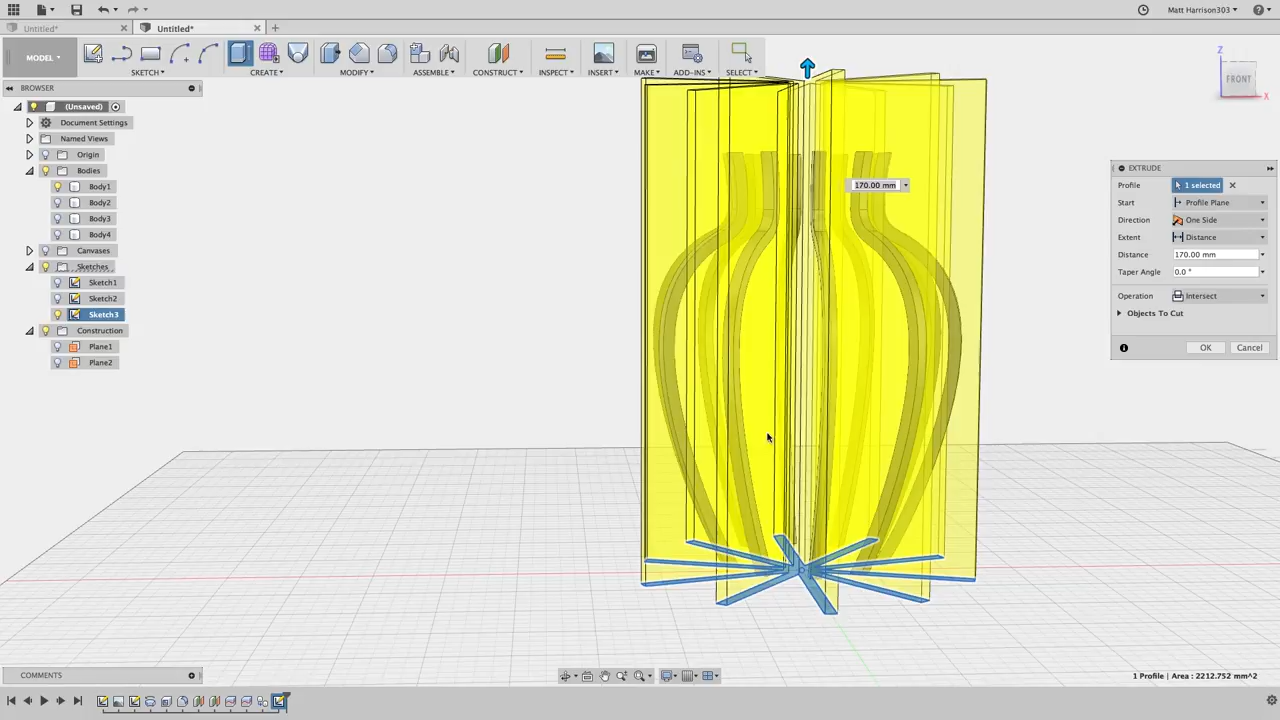 Matt Harrison303
Untitled*
Untitled*
MODEL
SKETCH
CREATE
MODIFY
ASSEMBLE
CONSTRUCT
INSPECT
INSERT
MAKE
ADD-INS
SELECT
BROWSER
(Unsaved)
Document Settings
Named Views
Origin
Bodies
Body1
Body2
Body3
Body4
Canvases
Sketches
Sketch1
Sketch2
Sketch3
Construction
Plane1
Plane2
170.00 mm
Z
FRONT
X
EXTRUDE
Profile 1 selected
Start Profile Plane
Direction One Side
Extent Distance
Distance 170.00 mm
Taper Angle 0.0 °
Operation Intersect
Objects To Cut
OK Cancel
COMMENTS
1 Profile | Area : 2212.752 mm^2